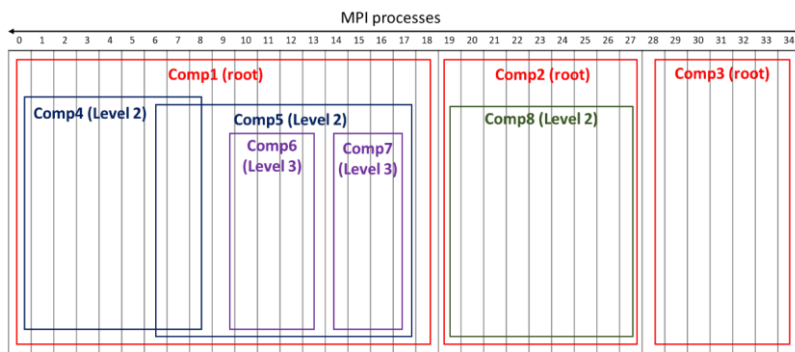 MPI processes
0 1 2 3 4 5 6 7 8 9 10 11 12 13 14 15 16 17 18 19 20 21 22 23 24 25 26 27 28 29 30 31 32 33 34
Comp1 (root) Comp2 (root) Comp3 (root)
Comp4 (Level 2) Comp5 (Level 2) Comp8 (Level 2)
Comp6 Comp7
(Level 3) (Level 3)